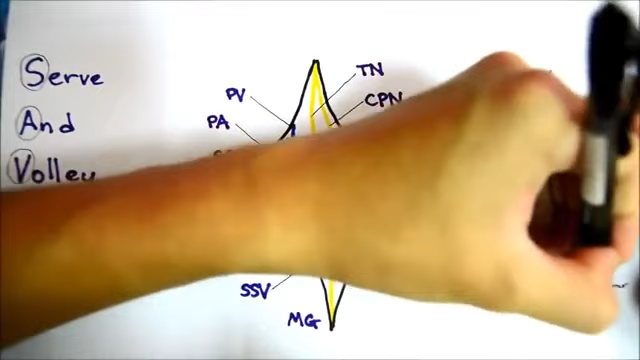 Serve
And
Volley
PV
TN
CPN
PA
SSV
MG